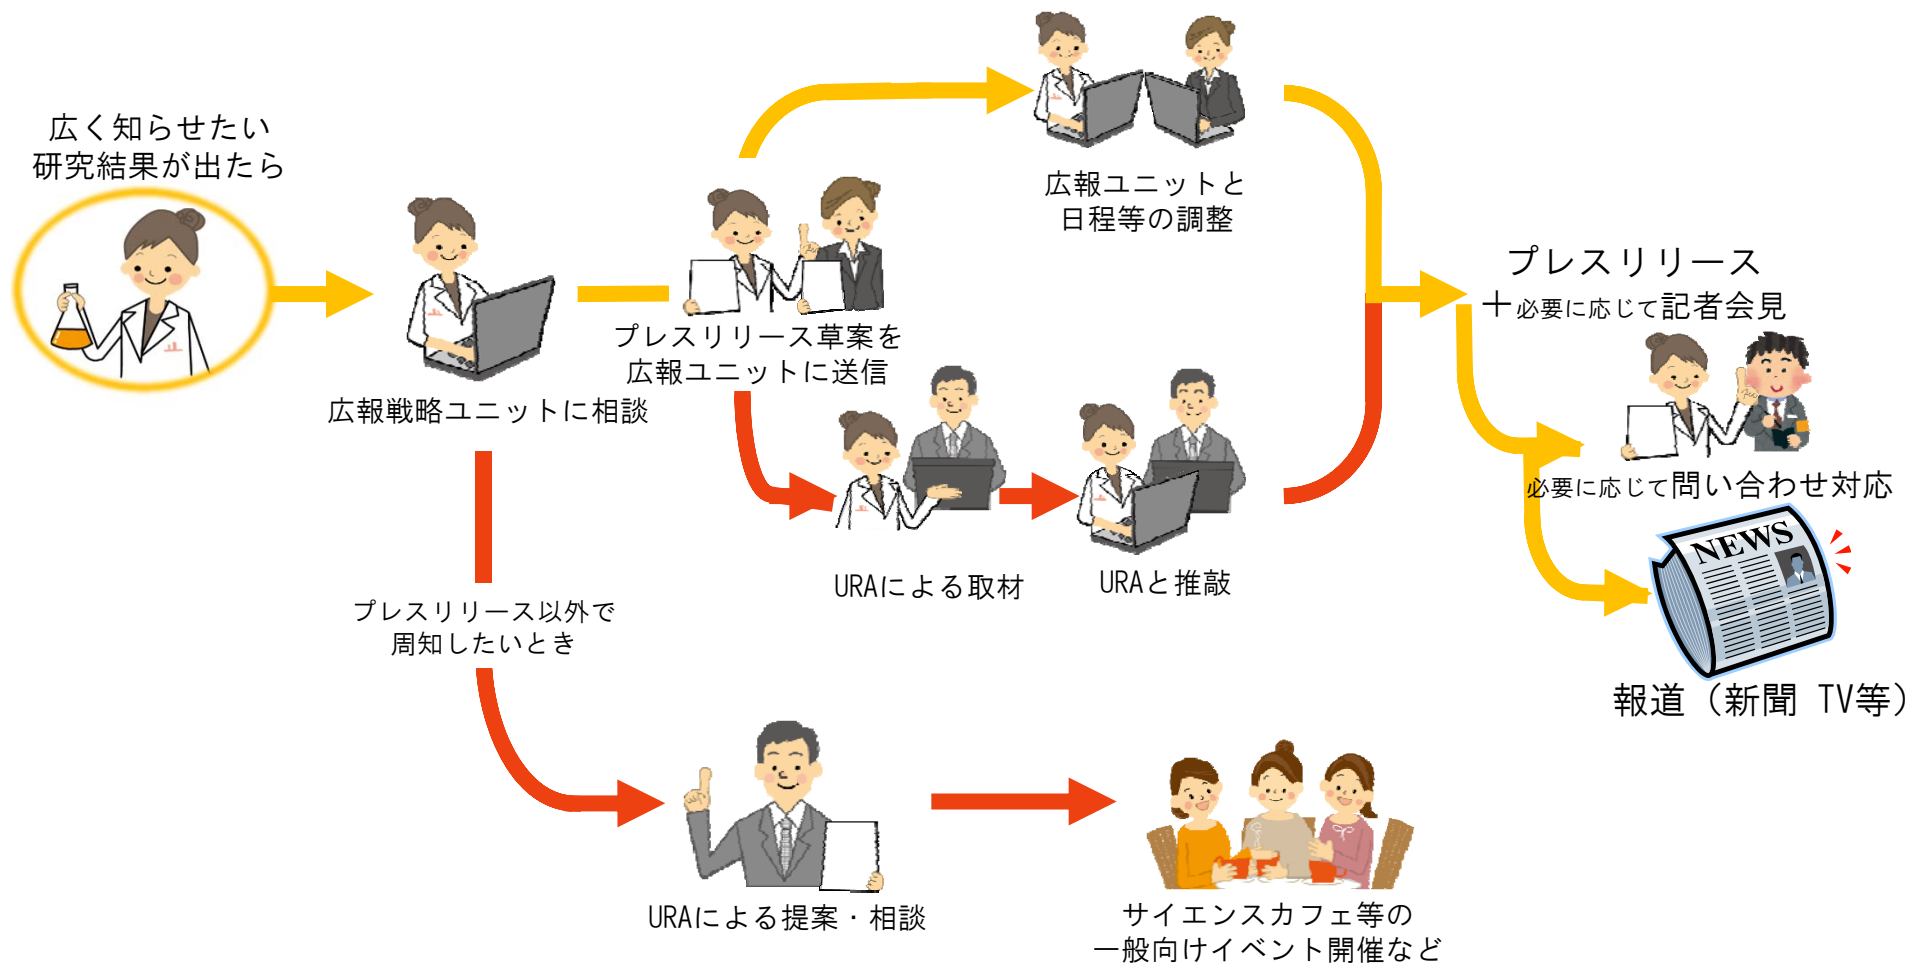 広く知らせたい
研究結果が出たら
広報戦略ユニットに相談
プレスリリース草案を
広報ユニットに送信
広報ユニットと
日程等の調整
URAによる取材
URAと推敲
プレスリリース
＋必要に応じて記者会見
必要に応じて問い合わせ対応
NEWS
報道（新聞 TV等）
プレスリリース以外で
周知したいとき
URAによる提案・相談
サイエンスカフェ等の
一般向けイベント開催など